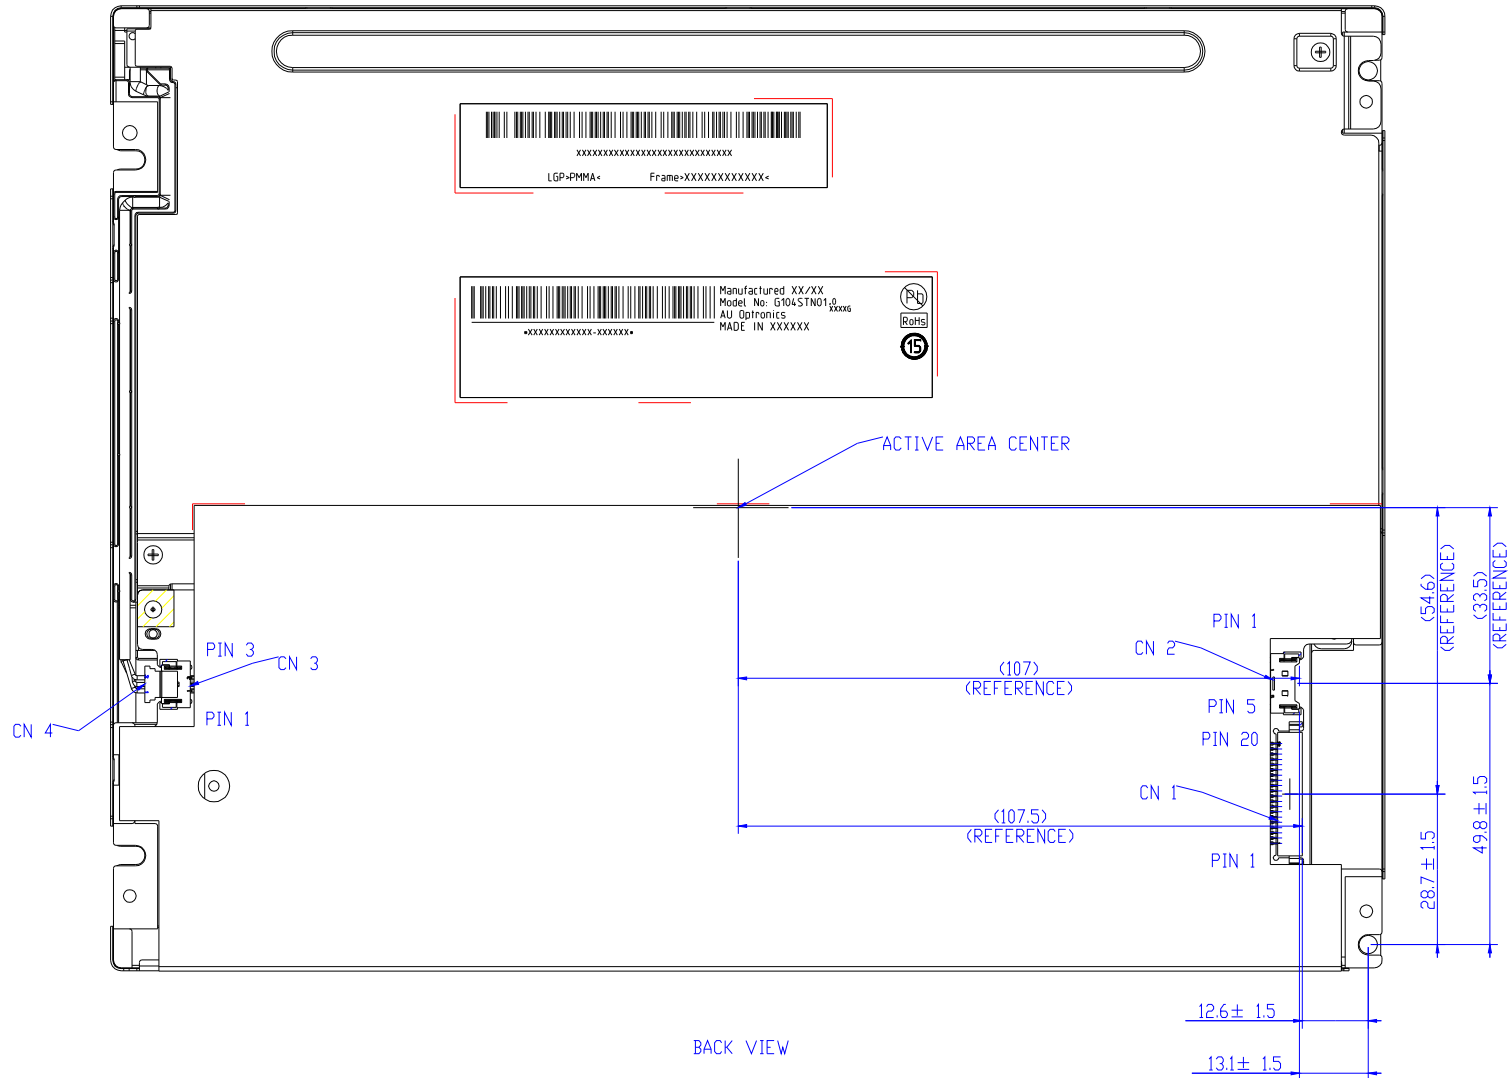 XXXXXXXXXXXXXXXXXXXXXXXXXXXXXX
LGP>PMMA<
Frame>XXXXXXXXXXXX<
Manufactured XX/XX
Model No: G104STN01.0
XXXXG
AU Optronics
MADE IN XXXXXX
*XXXXXXXXXXXX-XXXXXX*
Pb
RoHs
15
ACTIVE AREA CENTER
(54.6)
(REFERENCE)
(33.5)
(REFERENCE)
PIN 1
PIN 3
CN 2
CN 3
(107)
(REFERENCE)
PIN 5
PIN 1
CN 4
PIN 20
CN 1
(107.5)
(REFERENCE)
PIN 1
28.7 ± 1.5
49.8 ± 1.5
12.6± 1.5
BACK VIEW
13.1± 1.5